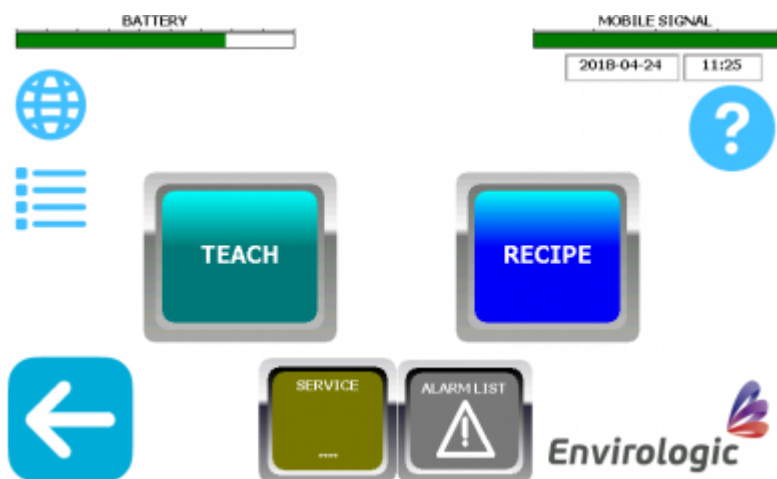 BATTERY
MOBILE SIGNAL
2018-04-24 11:25
?
TEACH
RECIPE
SERVICE
....
ALARM LIST
!
Envirologic